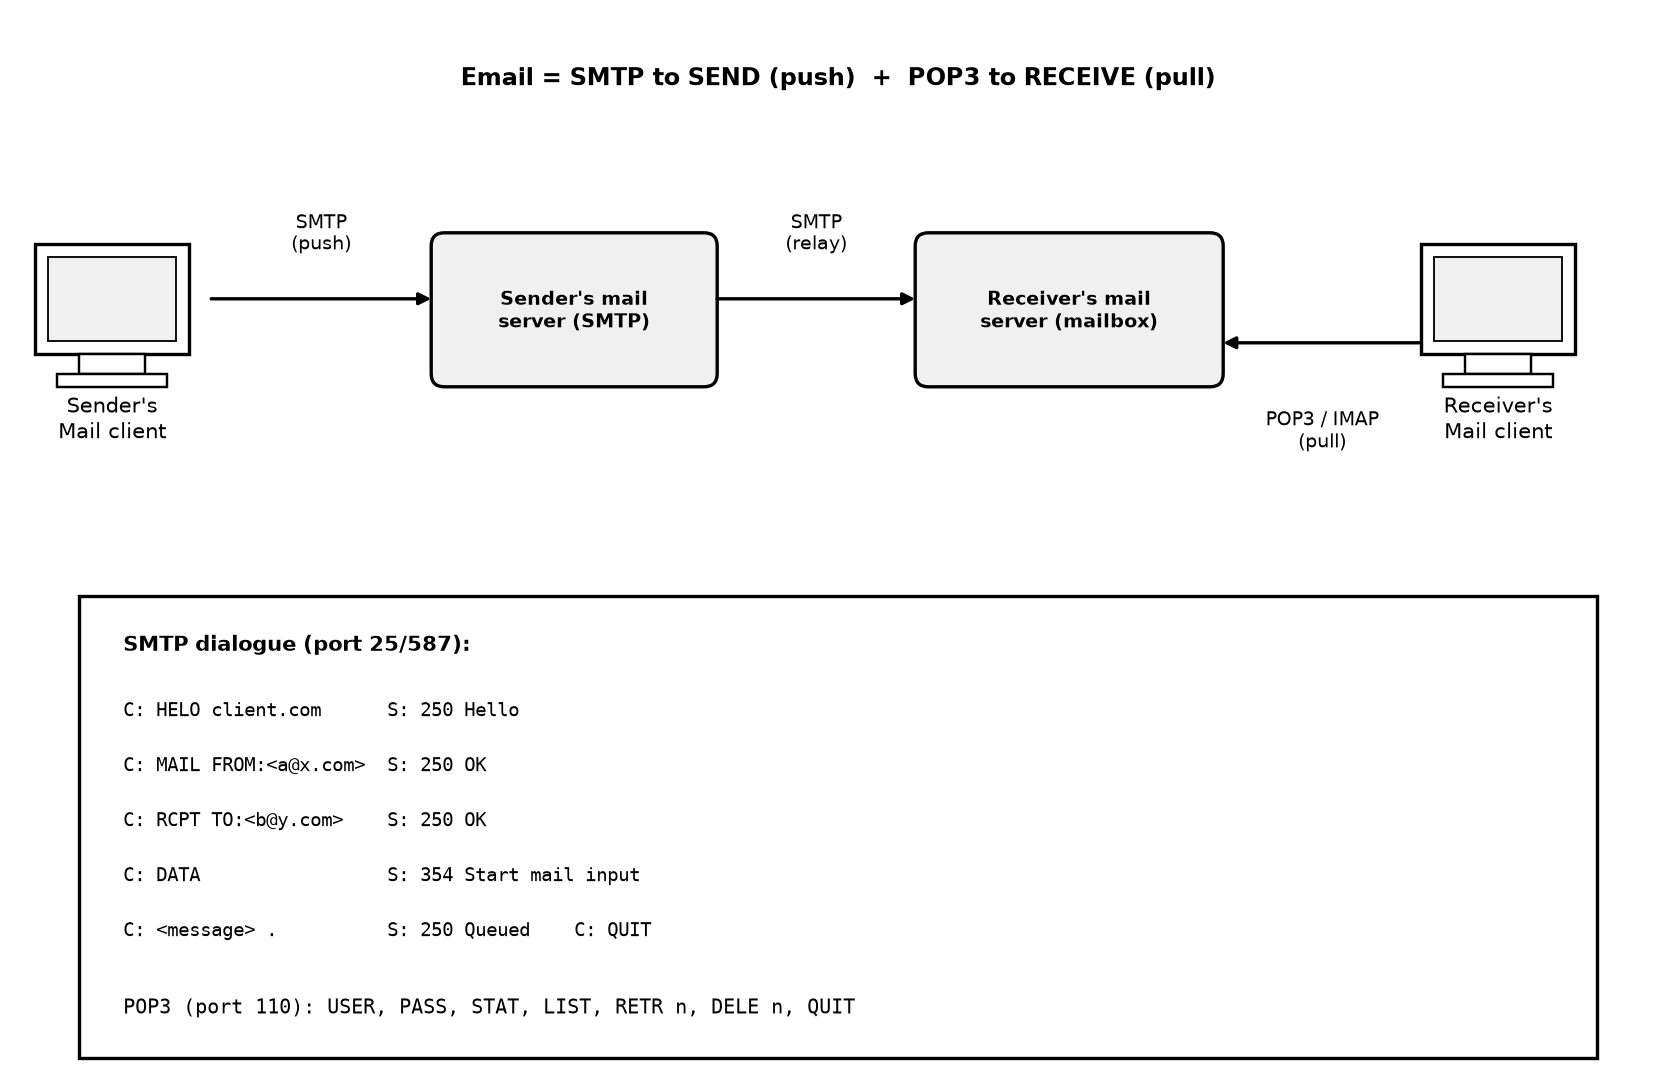 Email = SMTP to SEND (push)  +  POP3 to RECEIVE (pull)
SMTP
(push)
SMTP
(relay)
Sender's mail
server (SMTP)
Receiver's mail
server (mailbox)
Sender's
Mail client
POP3 / IMAP
(pull)
Receiver's
Mail client
SMTP dialogue (port 25/587):
C: HELO client.com      S: 250 Hello
C: MAIL FROM:<a@x.com>  S: 250 OK
C: RCPT TO:<b@y.com>    S: 250 OK
C: DATA                 S: 354 Start mail input
C: <message> .          S: 250 Queued    C: QUIT
POP3 (port 110): USER, PASS, STAT, LIST, RETR n, DELE n, QUIT